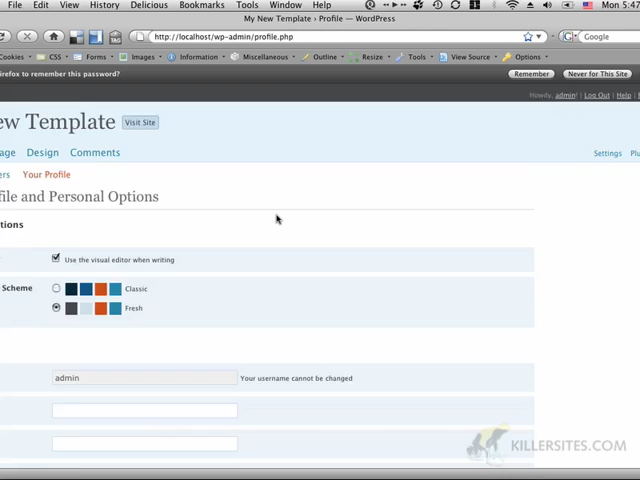 File Edit View History Delicious Bookmarks Tools Window Help Mon 5:47
My New Template › Profile — WordPress
http://localhost/wp-admin/profile.php Google
Cookies CSS Forms Images Information Miscellaneous Outline Resize Tools View Source Options
irefox to remember this password? Remember Never for This Site
Howdy, admin! | Log Out | Help |
ew Template Visit Site
age Design Comments Settings Plu
ers Your Profile
file and Personal Options
tions
Use the visual editor when writing
Scheme Classic
Fresh
admin Your username cannot be changed
KILLERSITES.COM